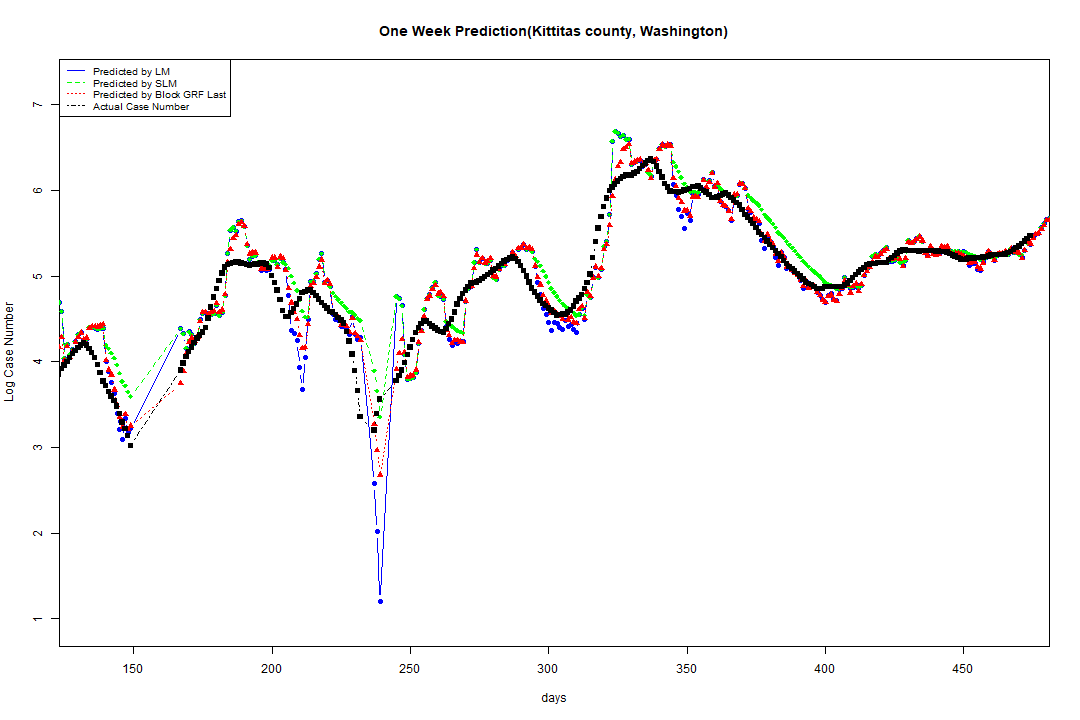 One Week Prediction(Kittitas county, Washington)
Predicted by LM
Predicted by SLM
Predicted by Block GRF Last
Actual Case Number
Log Case Number
7
6
5
4
3
2
1
150 200 250 300 350 400 450
days